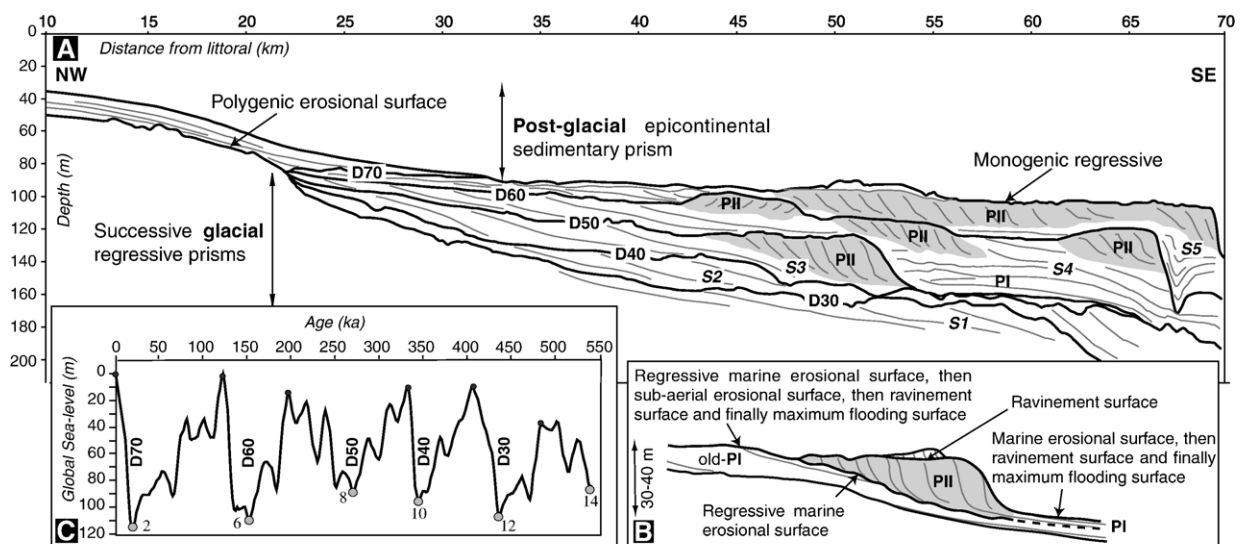 10 15 20 25 30 35 40 45 50 55 60 65 70
A Distance from littoral (km)
NW
SE
0
20
40
60
80
100
120
140
160
180
200
Depth (m)
Polygenic erosional surface
Post-glacial epicontinental
sedimentary prism
Monogenic regressive
Successive glacial
regressive prisms
D70
D60
D50
D40
D30
PII
PII
PII
PII
PII
PI
S1
S2
S3
S4
S5
Age (ka)
0 50 100 150 200 250 300 350 400 450 500 550
Global Sea-level (m)
0
20
40
60
80
100
120
D70
D60
D50
D40
D30
2
6
8
10
12
14
C
Regressive marine erosional surface, then
sub-aerial erosional surface, then ravinement
surface and finally maximum flooding surface
Ravinement surface
Marine erosional surface, then
ravinement surface and finally
maximum flooding surface
old-PI
PII
30-40 m
Regressive marine
erosional surface
PI
B